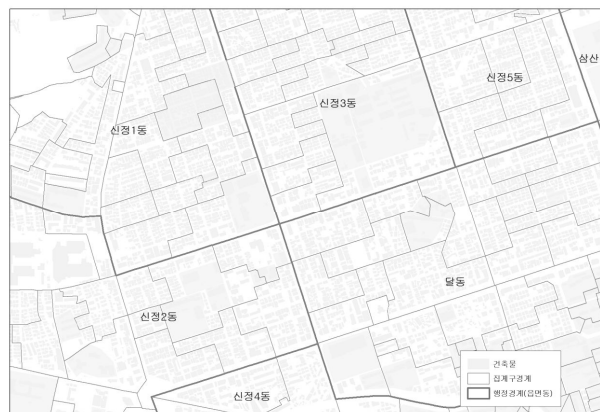 삼산
신정5동
신정3동
신정1동
달동
신정2동
신정4동
건축물
집계구경계
행정경계(읍면동)